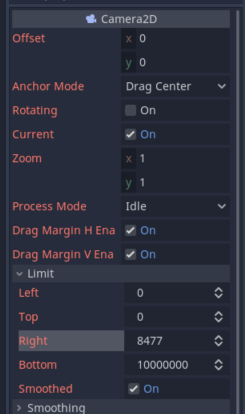 Camera2D
Offset x 0
y 0
Anchor Mode Drag Center
Rotating On
Current On
Zoom x 1
y 1
Process Mode Idle
Drag Margin H Ena On
Drag Margin V Ena On
Limit
Left 0
Top 0
Right 8477
Bottom 10000000
Smoothed On
Smoothing